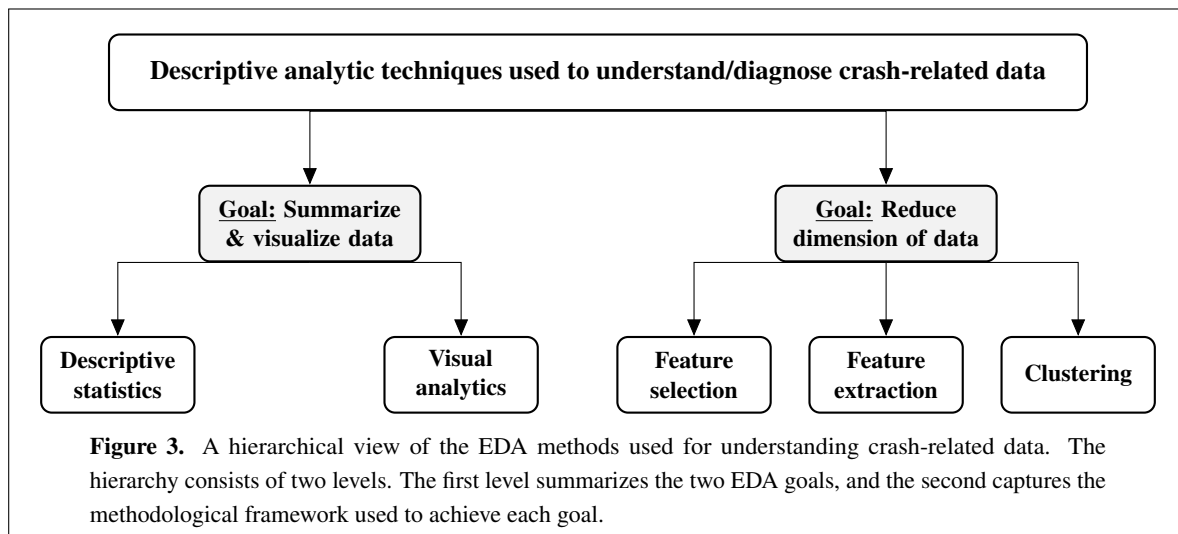 Descriptive analytic techniques used to understand/diagnose crash-related data
Goal: Summarize
& visualize data
Goal: Reduce
dimension of data
Descriptive
statistics
Visual
analytics
Feature
selection
Feature
extraction
Clustering
Figure 3. A hierarchical view of the EDA methods used for understanding crash-related data. The
hierarchy consists of two levels. The first level summarizes the two EDA goals, and the second captures the
methodological framework used to achieve each goal.